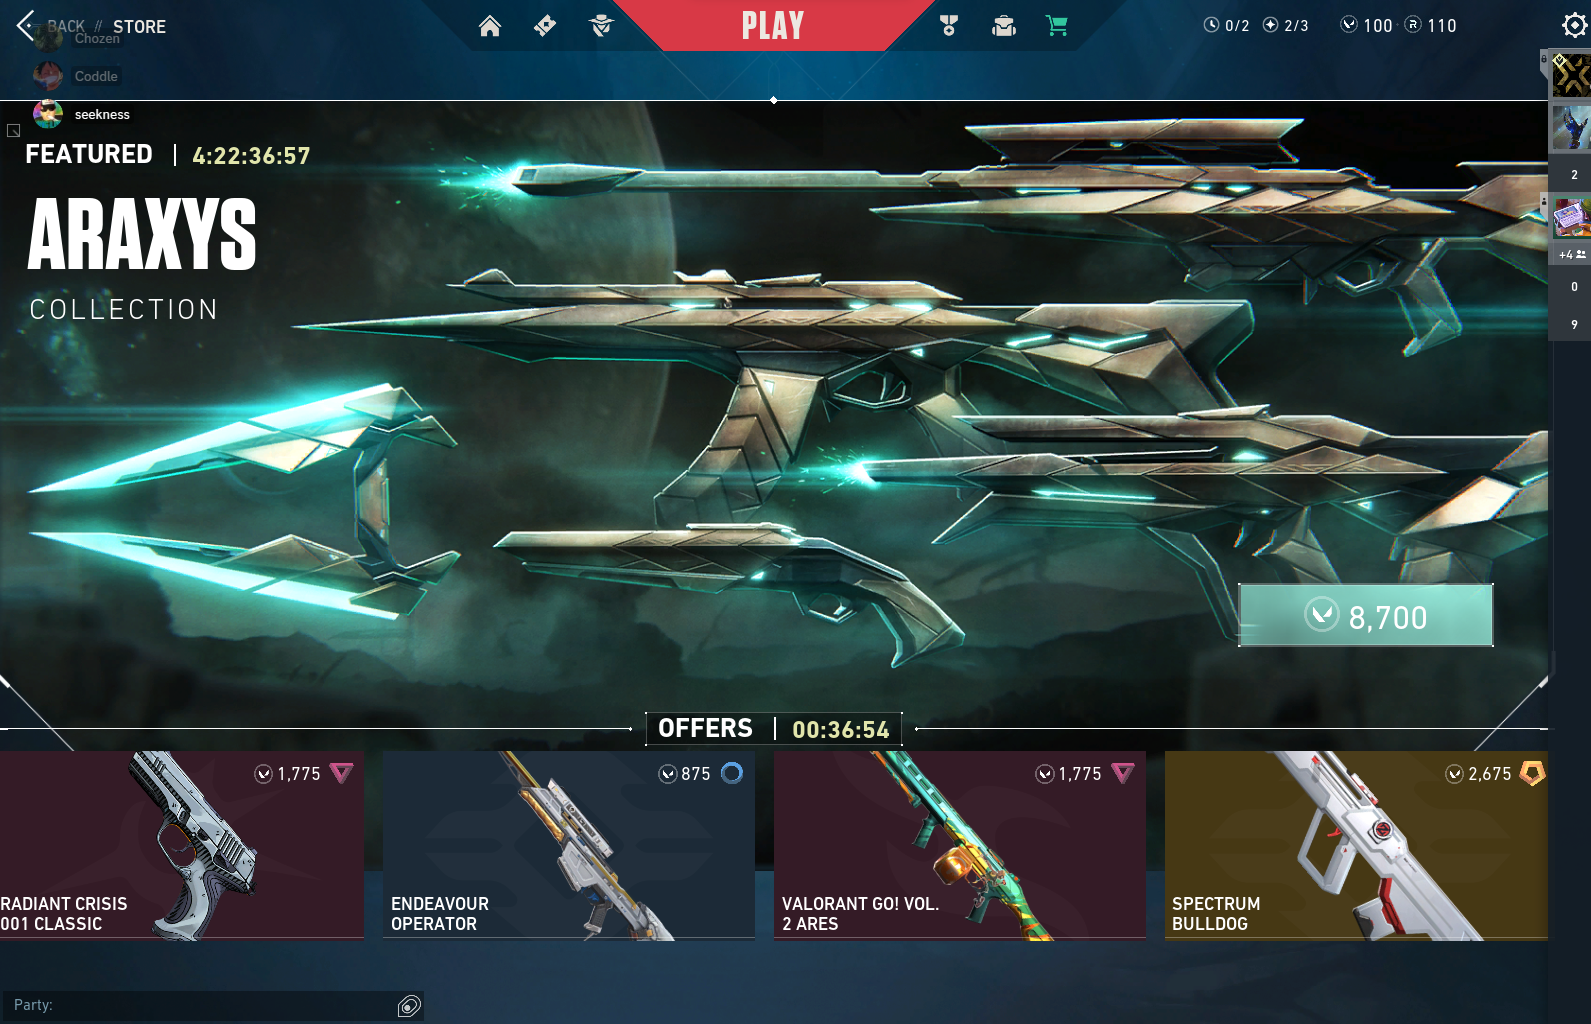 BACK // STORE
PLAY
0/2 2/3 100 110
Chozen
Coddle
seekness
FEATURED | 4:22:36:57
ARAXYS
COLLECTION
2
+4
0
9
8,700
OFFERS | 00:36:54
1,775
RADIANT CRISIS
001 CLASSIC
875
ENDEAVOUR
OPERATOR
1,775
VALORANT GO! VOL.
2 ARES
2,675
SPECTRUM
BULLDOG
Party: